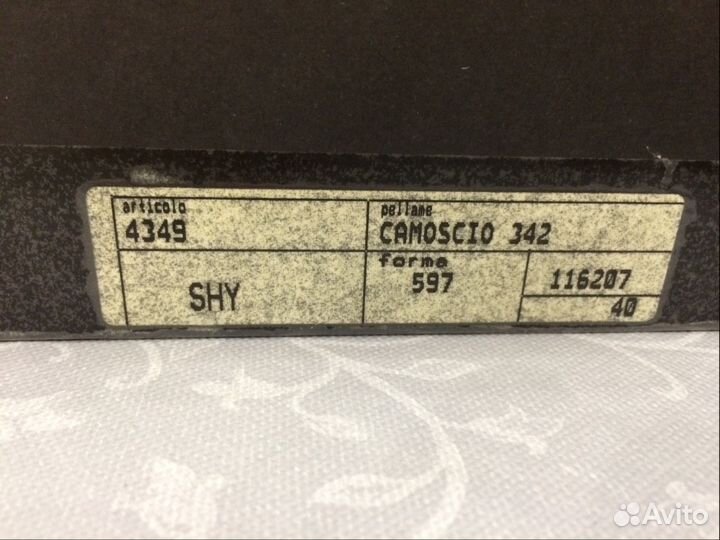 articolo
4349
pellame
CAMOSCIO 342
SHY
forma
597
116207
40
Avito